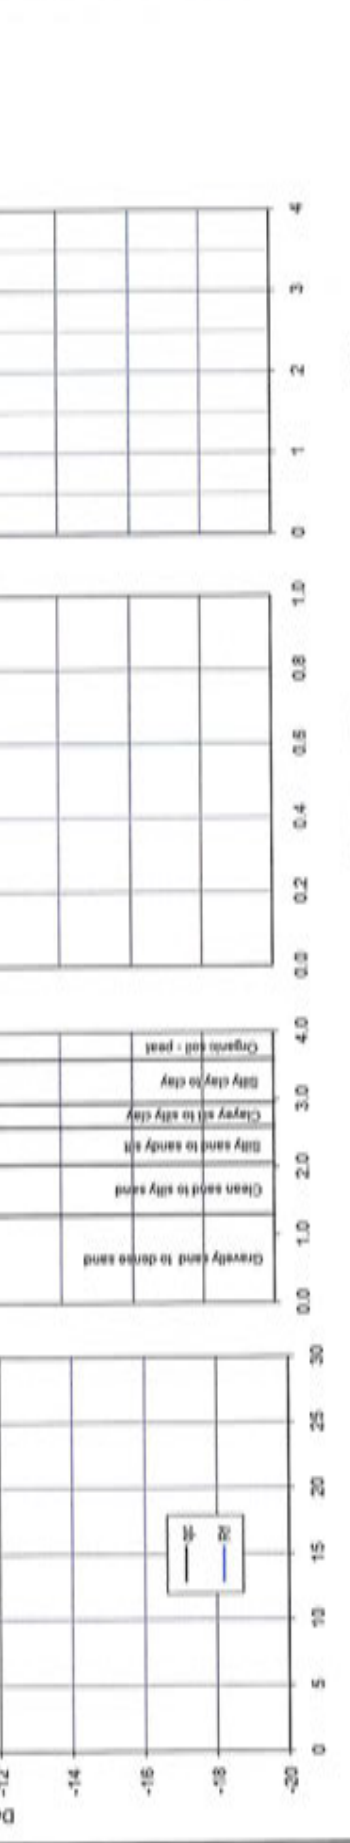 -12
-14
-16
-18
-20
0 5 10 15 20 25 30
Gravelly sand to dense sand
Clean sand to silty sand
Silty sand to sandy silt
Clayey silt to silty clay
Silty clay to clay
Organic soil - peat
0.0 1.0 2.0 3.0 4.0
0.0 0.2 0.4 0.6 0.8 1.0
0 1 2 3 4